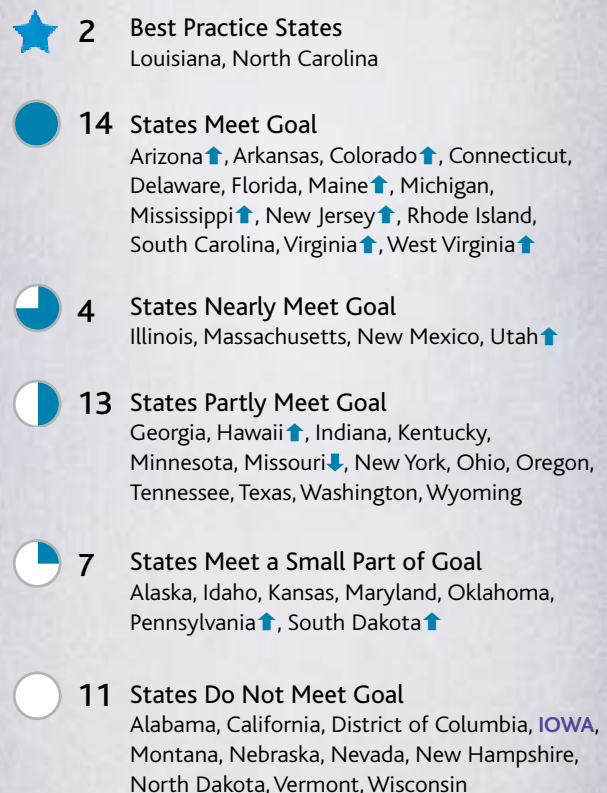 2 Best Practice States
Louisiana, North Carolina
14 States Meet Goal
Arizona⬆, Arkansas, Colorado⬆, Connecticut,
Delaware, Florida, Maine⬆, Michigan,
Mississippi⬆, New Jersey⬆, Rhode Island,
South Carolina, Virginia⬆, West Virginia⬆
4 States Nearly Meet Goal
Illinois, Massachusetts, New Mexico, Utah⬆
13 States Partly Meet Goal
Georgia, Hawaii⬆, Indiana, Kentucky,
Minnesota, Missouri⬇, New York, Ohio, Oregon,
Tennessee, Texas, Washington, Wyoming
7 States Meet a Small Part of Goal
Alaska, Idaho, Kansas, Maryland, Oklahoma,
Pennsylvania⬆, South Dakota⬆
11 States Do Not Meet Goal
Alabama, California, District of Columbia, IOWA,
Montana, Nebraska, Nevada, New Hampshire,
North Dakota, Vermont, Wisconsin